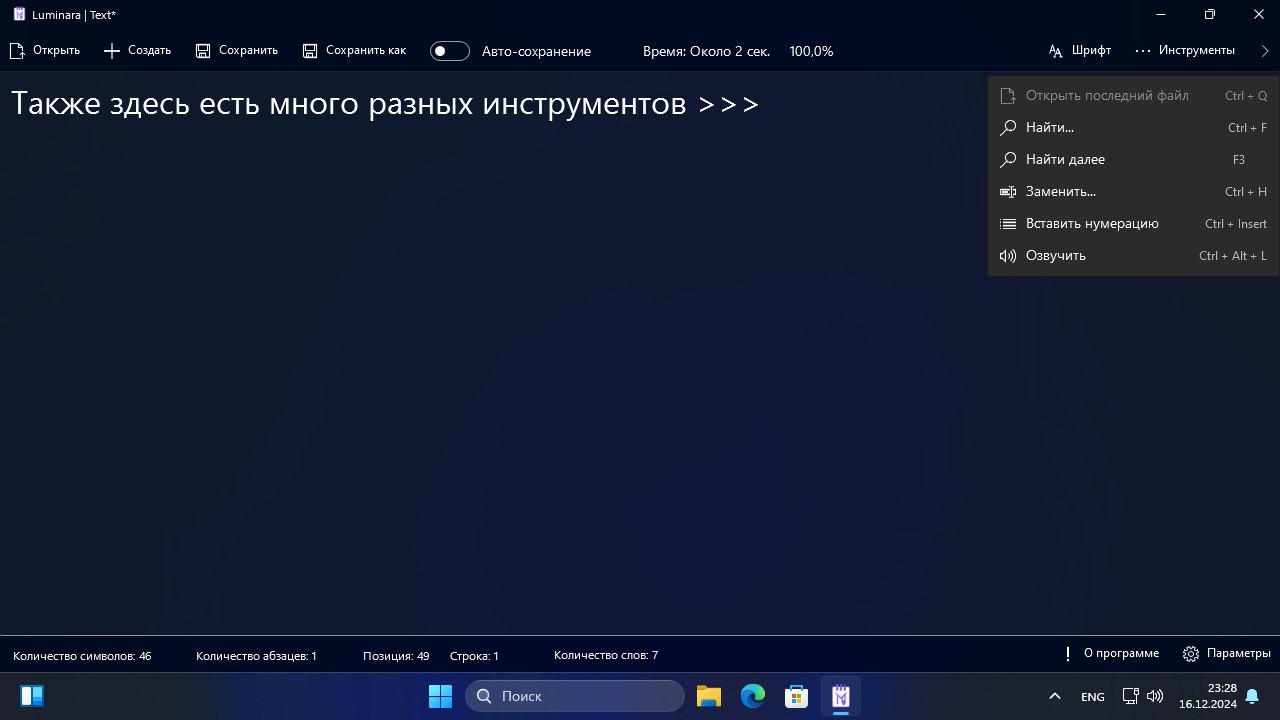 Luminara | Text*
Открыть Создать Сохранить Сохранить как Авто-сохранение Время: Около 2 сек. 100,0% Шрифт Инструменты
Также здесь есть много разных инструментов >>>
Открыть последний файл Ctrl + Q
Найти... Ctrl + F
Найти далее F3
Заменить... Ctrl + H
Вставить нумерацию Ctrl + Insert
Озвучить Ctrl + Alt + L
Количество символов: 46 Количество абзацев: 1 Позиция: 49 Строка: 1 Количество слов: 7 О программе Параметры
Поиск ENG 23:28
16.12.2024